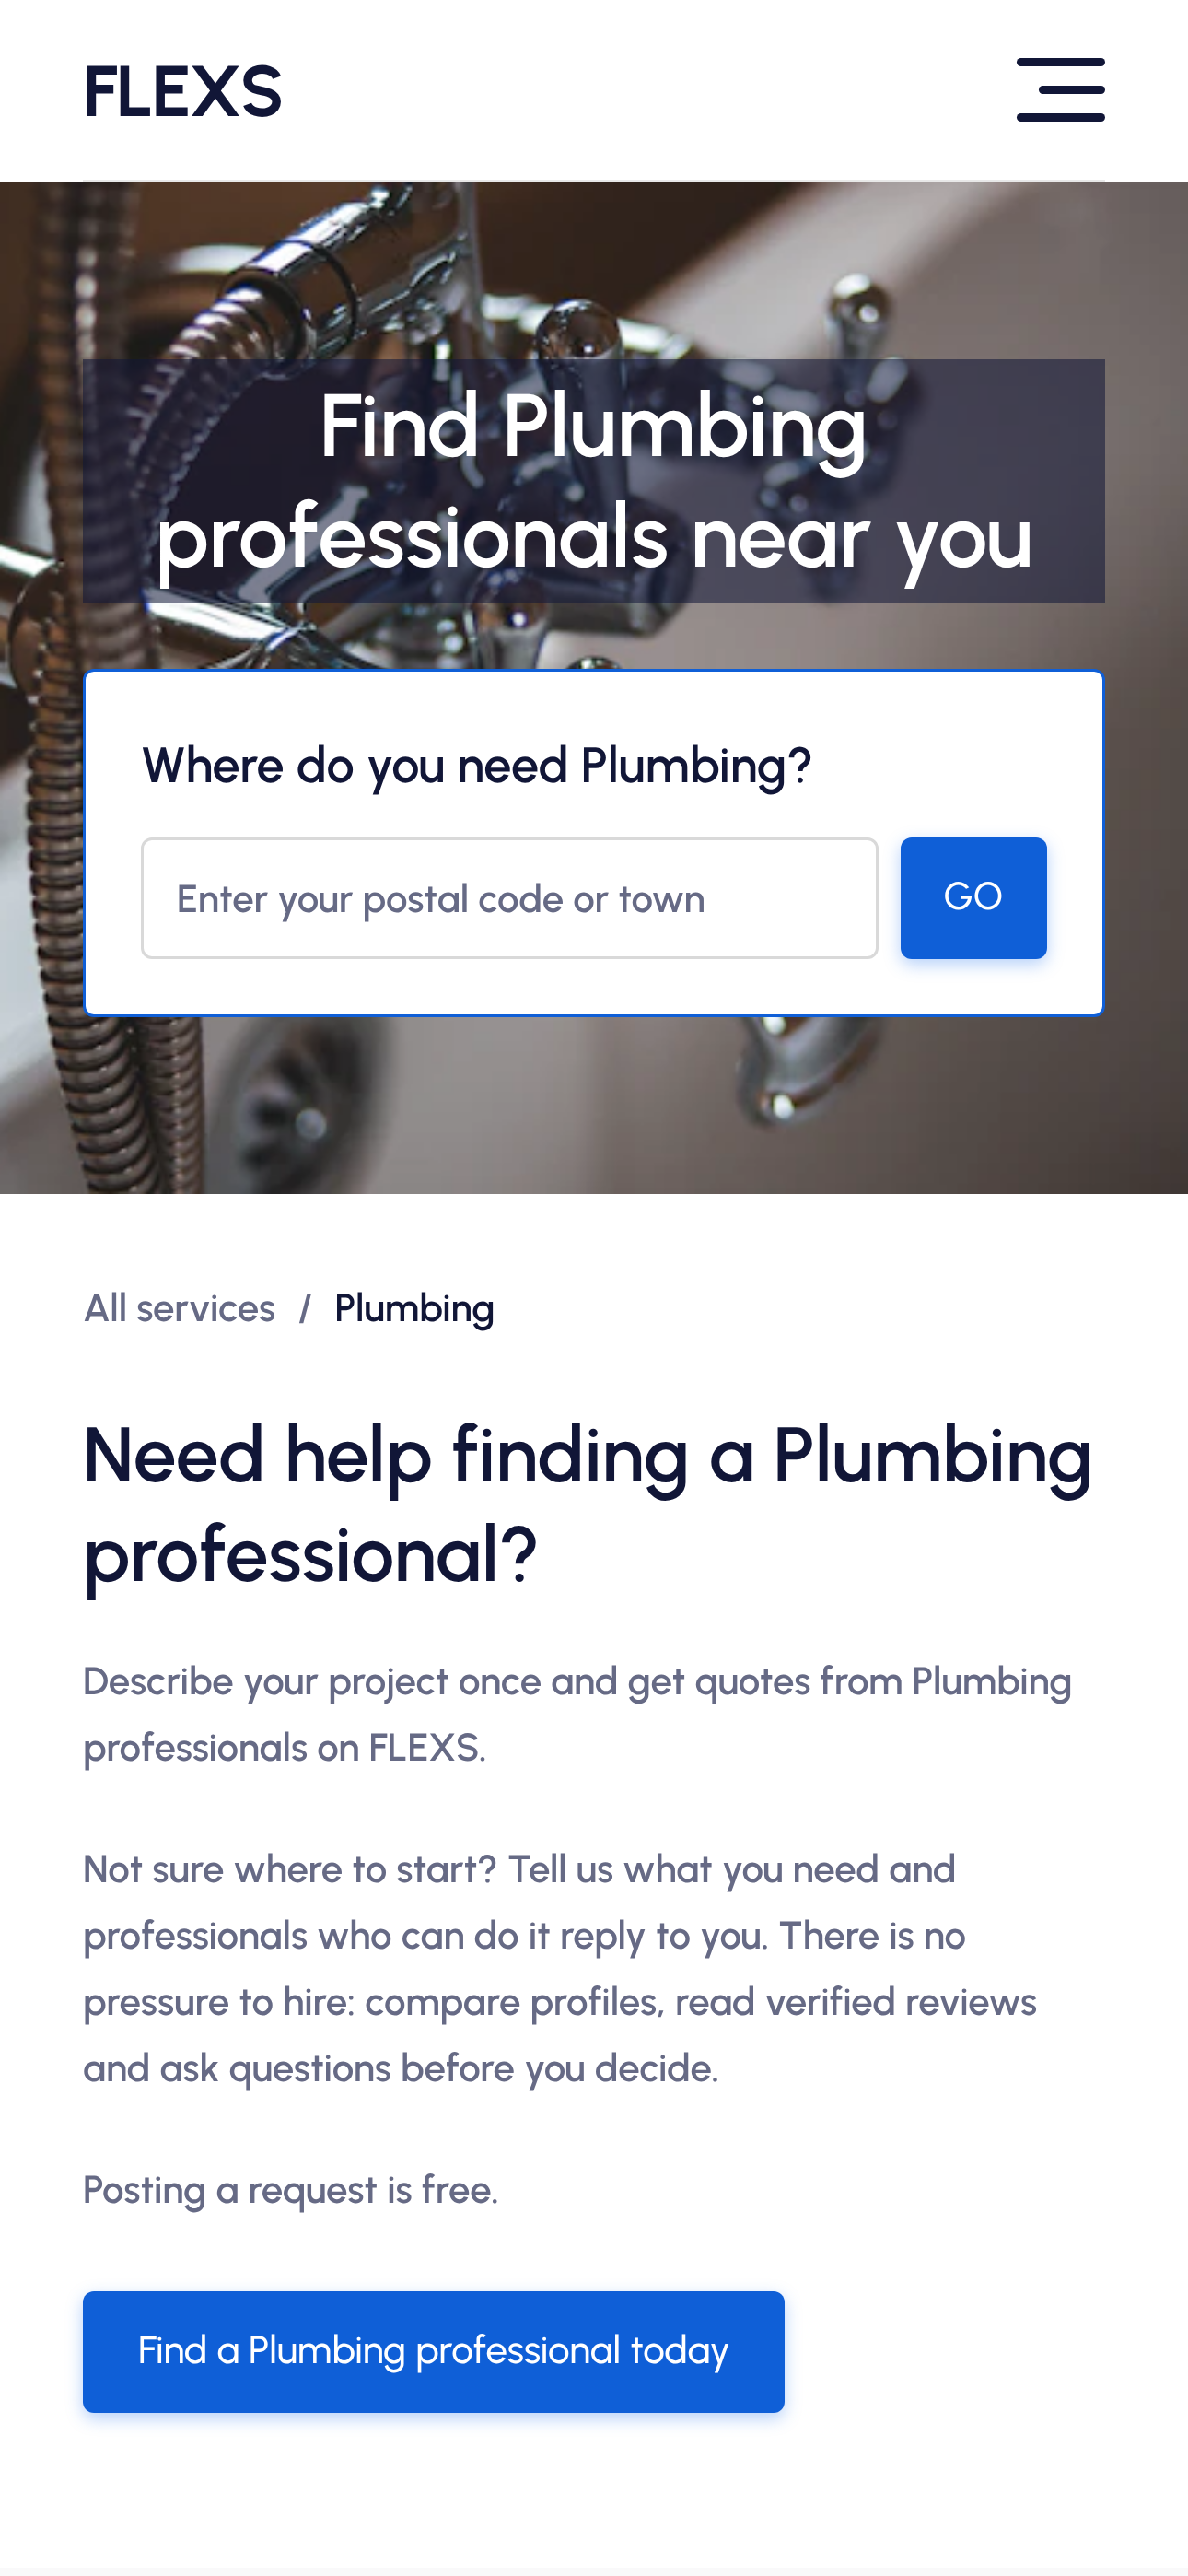 FLEXS
Find Plumbing
professionals near you
Where do you need Plumbing?
Enter your postal code or town
GO
All services / Plumbing
Need help finding a Plumbing
professional?
Describe your project once and get quotes from Plumbing
professionals on FLEXS.
Not sure where to start? Tell us what you need and
professionals who can do it reply to you. There is no
pressure to hire: compare profiles, read verified reviews
and ask questions before you decide.
Posting a request is free.
Find a Plumbing professional today